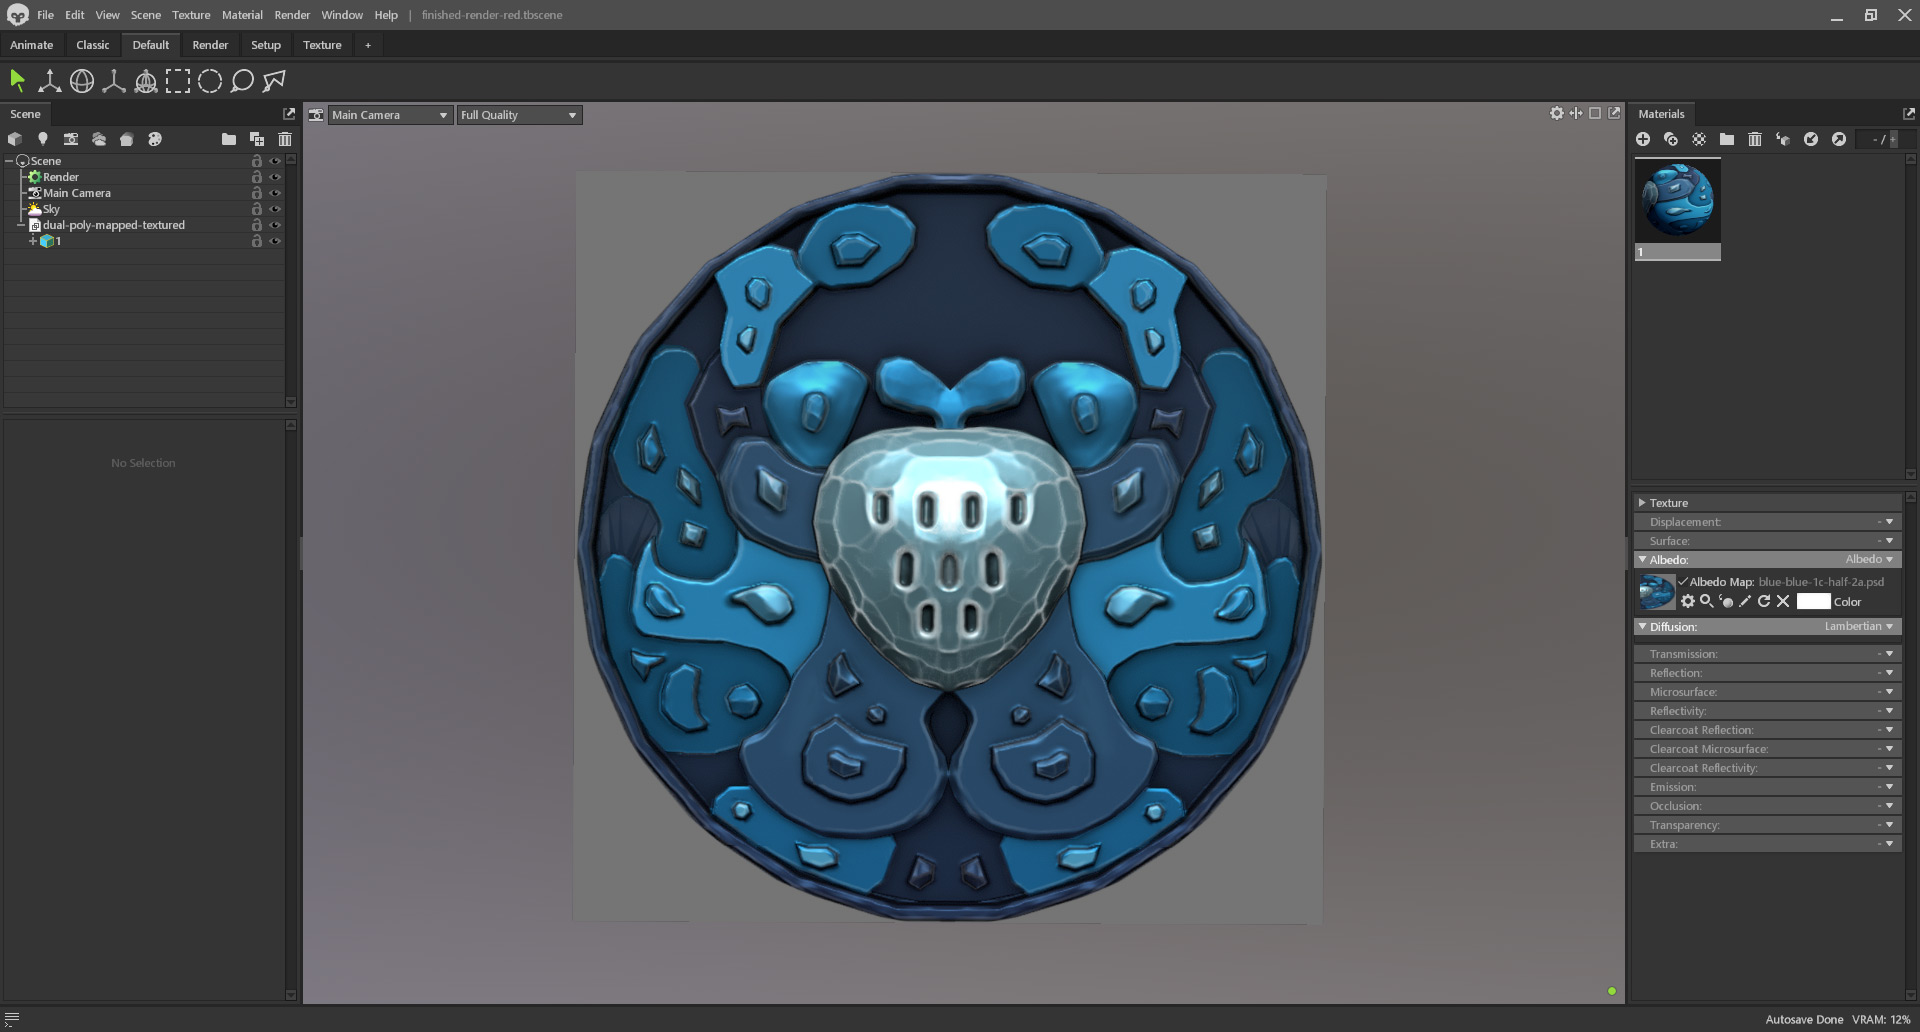 File Edit View Scene Texture Material Render Window Help | finished-render-red.tbscene
Animate Classic Default Render Setup Texture +
Scene
Main Camera Full Quality
Materials
- /
Scene
Render
Main Camera
Sky
dual-poly-mapped-textured
1
No Selection
1
Texture
Displacement: -
Surface: -
Albedo: Albedo
Albedo Map: blue-blue-1c-half-2a.psd
Color
Diffusion: Lambertian
Transmission: -
Reflection: -
Microsurface: -
Reflectivity: -
Clearcoat Reflection: -
Clearcoat Microsurface: -
Clearcoat Reflectivity: -
Emission: -
Occlusion: -
Transparency: -
Extra: -
Autosave Done VRAM: 12%